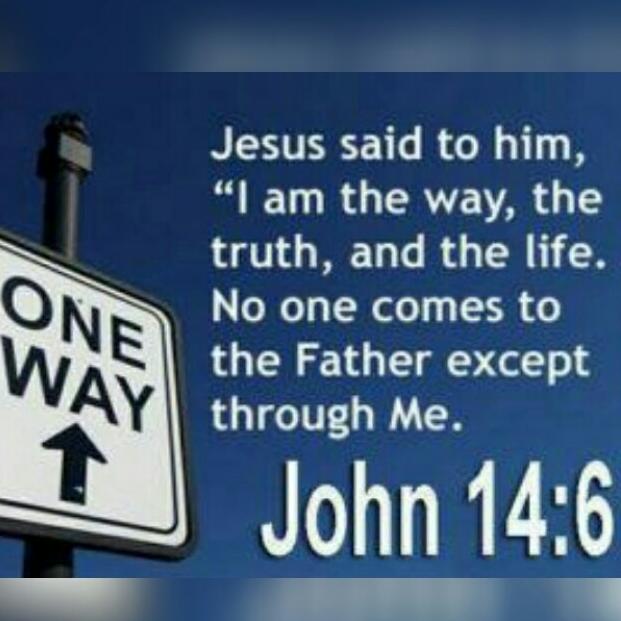 ONE
WAY
Jesus said to him,
“I am the way, the
truth, and the life.
No one comes to
the Father except
through Me.
John 14:6